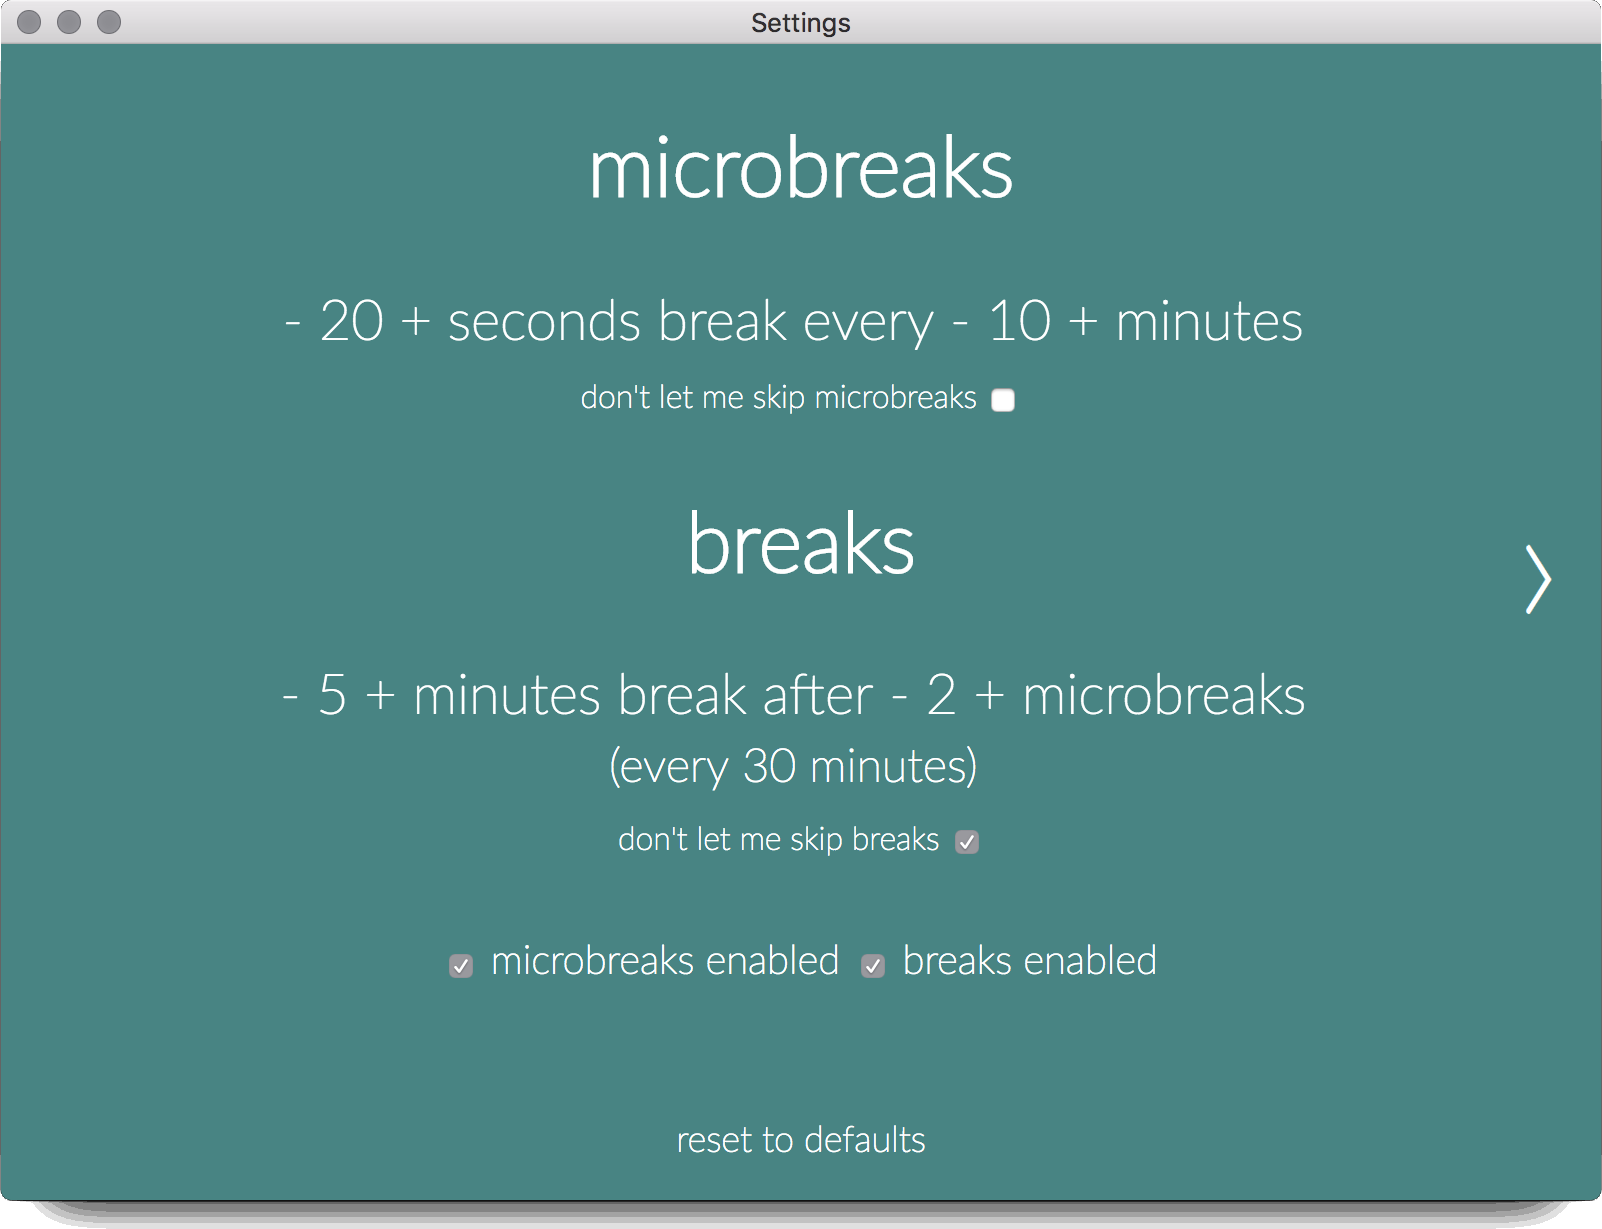 Settings
microbreaks
- 20 + seconds break every - 10 + minutes
don't let me skip microbreaks
breaks
- 5 + minutes break after - 2 + microbreaks
(every 30 minutes)
don't let me skip breaks
microbreaks enabled breaks enabled
reset to defaults